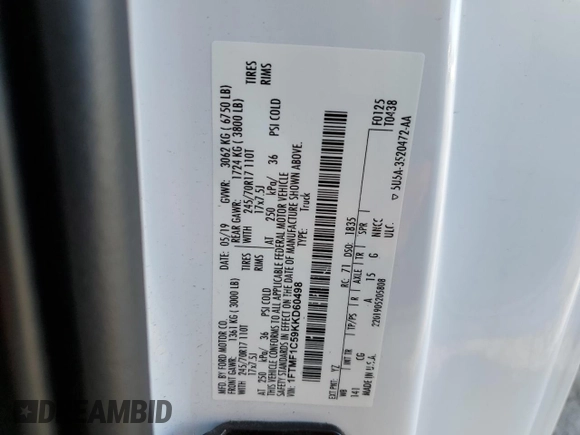 MFD. BY FORD MOTOR CO.
DATE: 05/19 GVWR: 3062 KG ( 6750 LB)
FRONT GAWR: 1361 KG ( 3000 LB) REAR GAWR: 1724 KG ( 3800 LB)
WITH 245/70R17 110T TIRES WITH 245/70R17 110T TIRES
17x7.5J RIMS 17x7.5J RIMS
AT 250 kPa/ 36 PSI COLD AT 250 kPa/ 36 PSI COLD
THIS VEHICLE CONFORMS TO ALL APPLICABLE FEDERAL MOTOR VEHICLE
SAFETY STANDARDS IN EFFECT ON THE DATE OF MANUFACTURE SHOWN ABOVE.
VIN: 1FTMF1C59KKD60498 TYPE: Truck
F0125
T0438
EXT PNT: YZ RC: 71 DSO: 1835
WB INT TR TP/PS R AXLE TR SPR
141 CG A 15 G NNCC
MADE IN U.S.A. ULC
2201905205808
▽ 5U5A-3520472-AA
DREAMBID